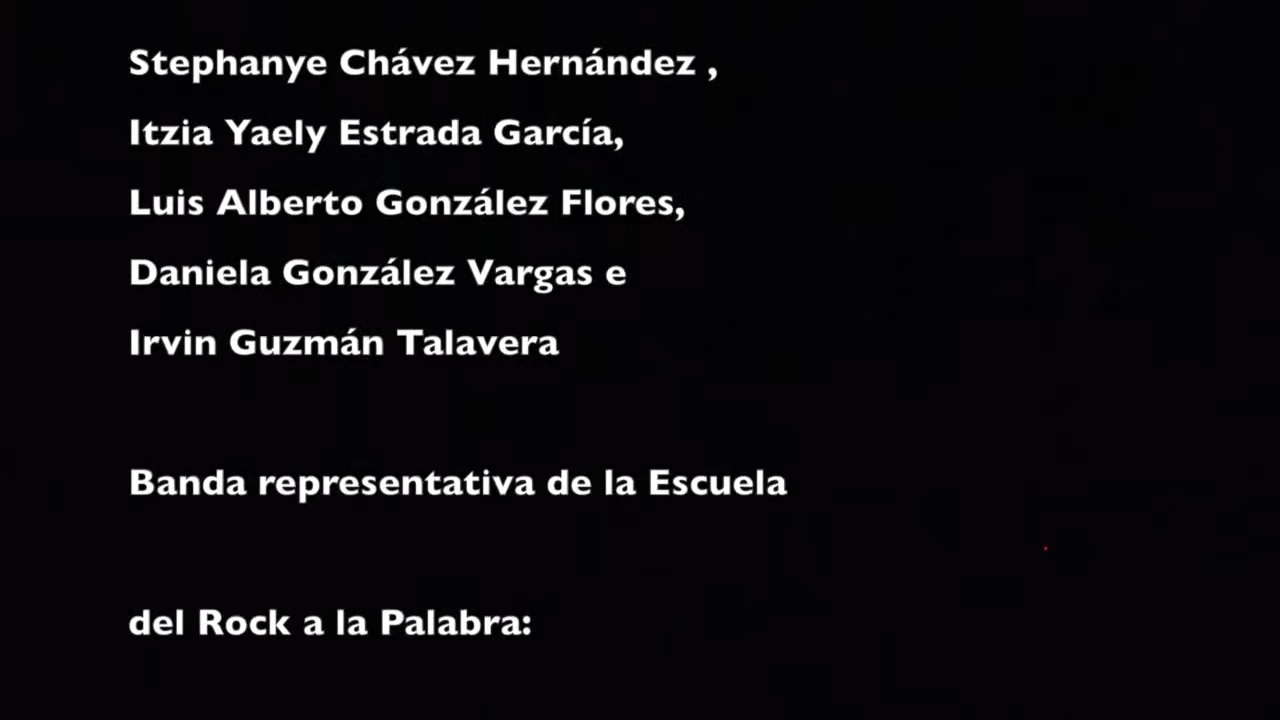 Stephanye Chávez Hernández ,
Itzia Yaely Estrada García,
Luis Alberto González Flores,
Daniela González Vargas e
Irvin Guzmán Talavera
Banda representativa de la Escuela
del Rock a la Palabra: